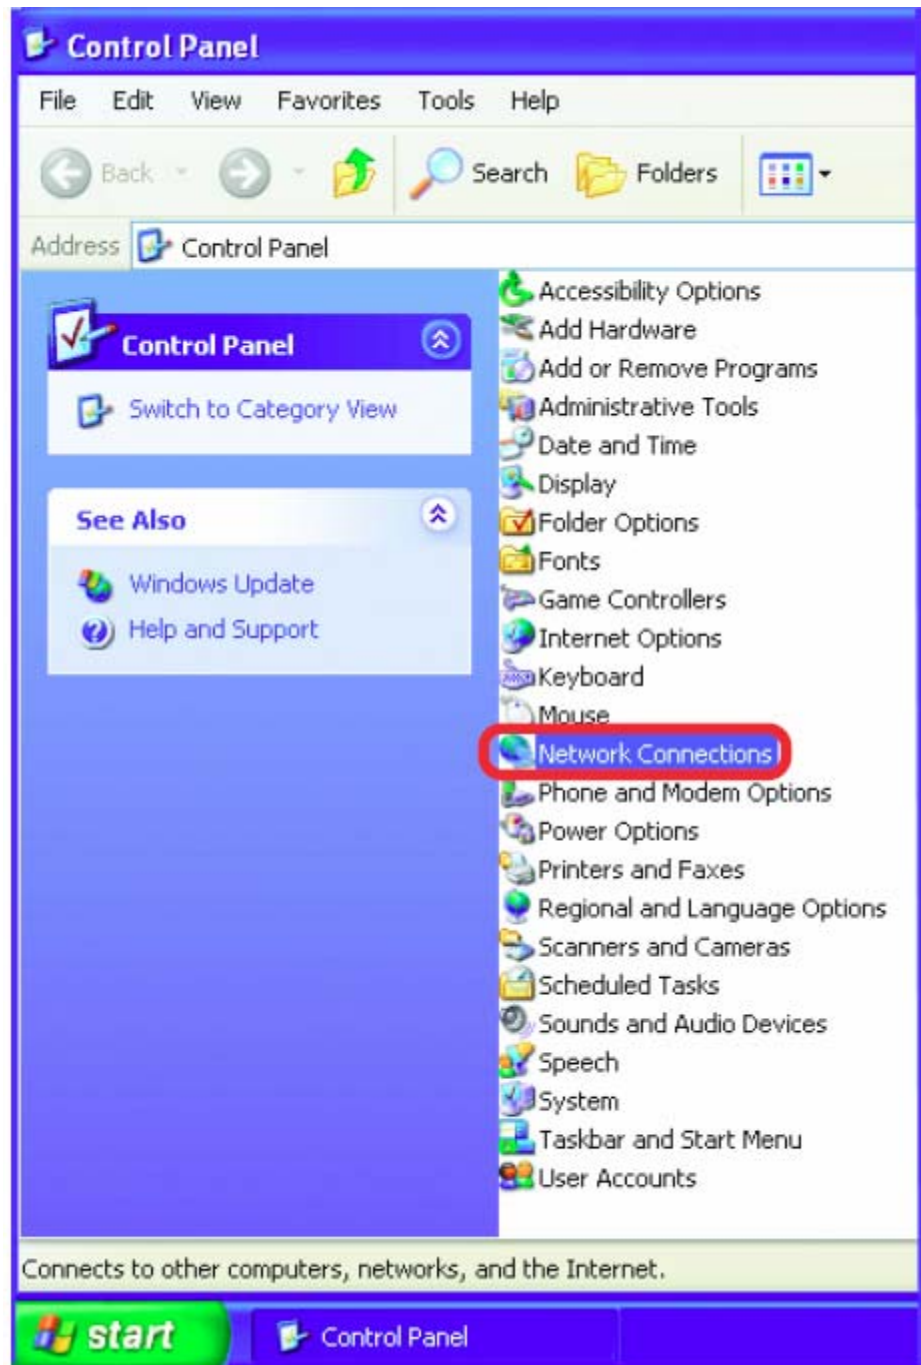 Control Panel
File Edit View Favorites Tools Help
Back Search Folders
Address Control Panel
Control Panel
Switch to Category View
See Also
Windows Update
Help and Support
Accessibility Options
Add Hardware
Add or Remove Programs
Administrative Tools
Date and Time
Display
Folder Options
Fonts
Game Controllers
Internet Options
Keyboard
Mouse
Network Connections
Phone and Modem Options
Power Options
Printers and Faxes
Regional and Language Options
Scanners and Cameras
Scheduled Tasks
Sounds and Audio Devices
Speech
System
Taskbar and Start Menu
User Accounts
Connects to other computers, networks, and the Internet.
start Control Panel